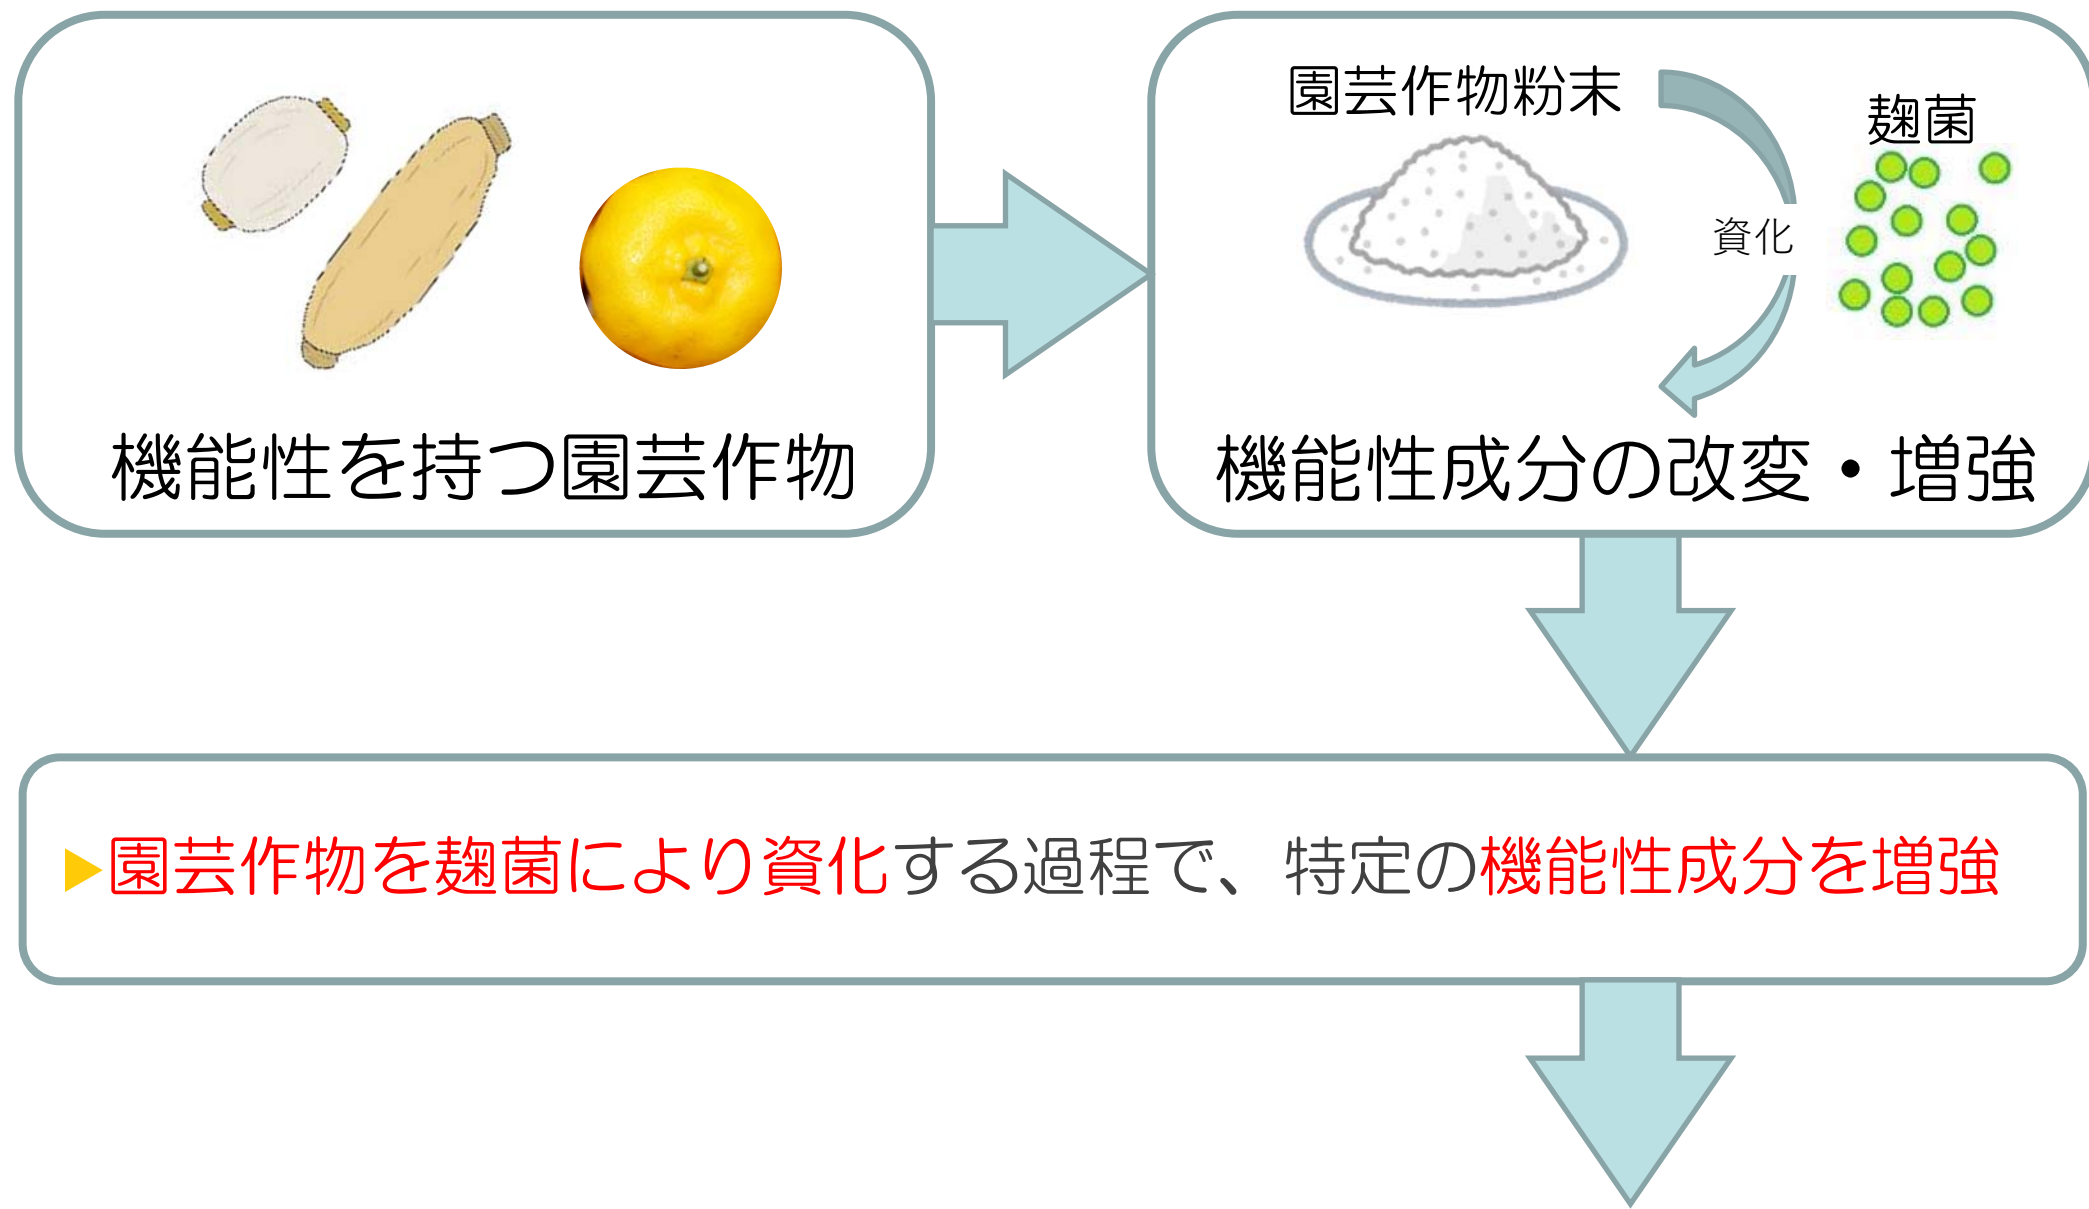 園芸作物粉末
麹菌
資化
機能性を持つ園芸作物
機能性成分の改変・増強
▶園芸作物を麹菌により資化する過程で、特定の機能性成分を増強